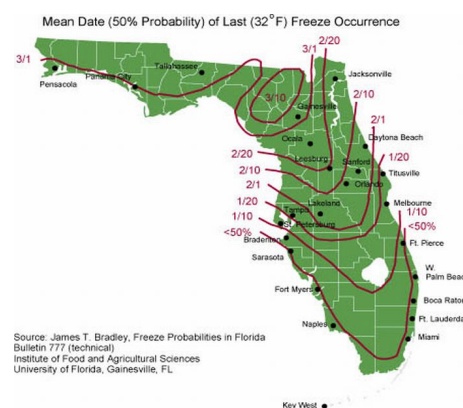 Mean Date (50% Probability) of Last (32°F) Freeze Occurrence
3/1
2/20
3/1
Tallahassee
Jacksonville
Pensacola
Panama City
3/10
2/10
Gainesville
2/1
Ocala
Daytona Beach
2/20
Leesburg
Sanford
1/20
2/10
Titusville
Orlando
2/1
1/20
Lakeland
Melbourne
Tampa
1/10
1/10
St. Petersburg
<50%
<50%
Bradenton
Ft. Pierce
Sarasota
W.
Palm Beac
Fort Myers
Boca Raton
Naples
Ft. Lauderda
Miami
Source: James T. Bradley, Freeze Probabilities in Florida
Bulletin 777 (technical)
Institute of Food and Agricultural Sciences
University of Florida, Gainesville, FL
Key West